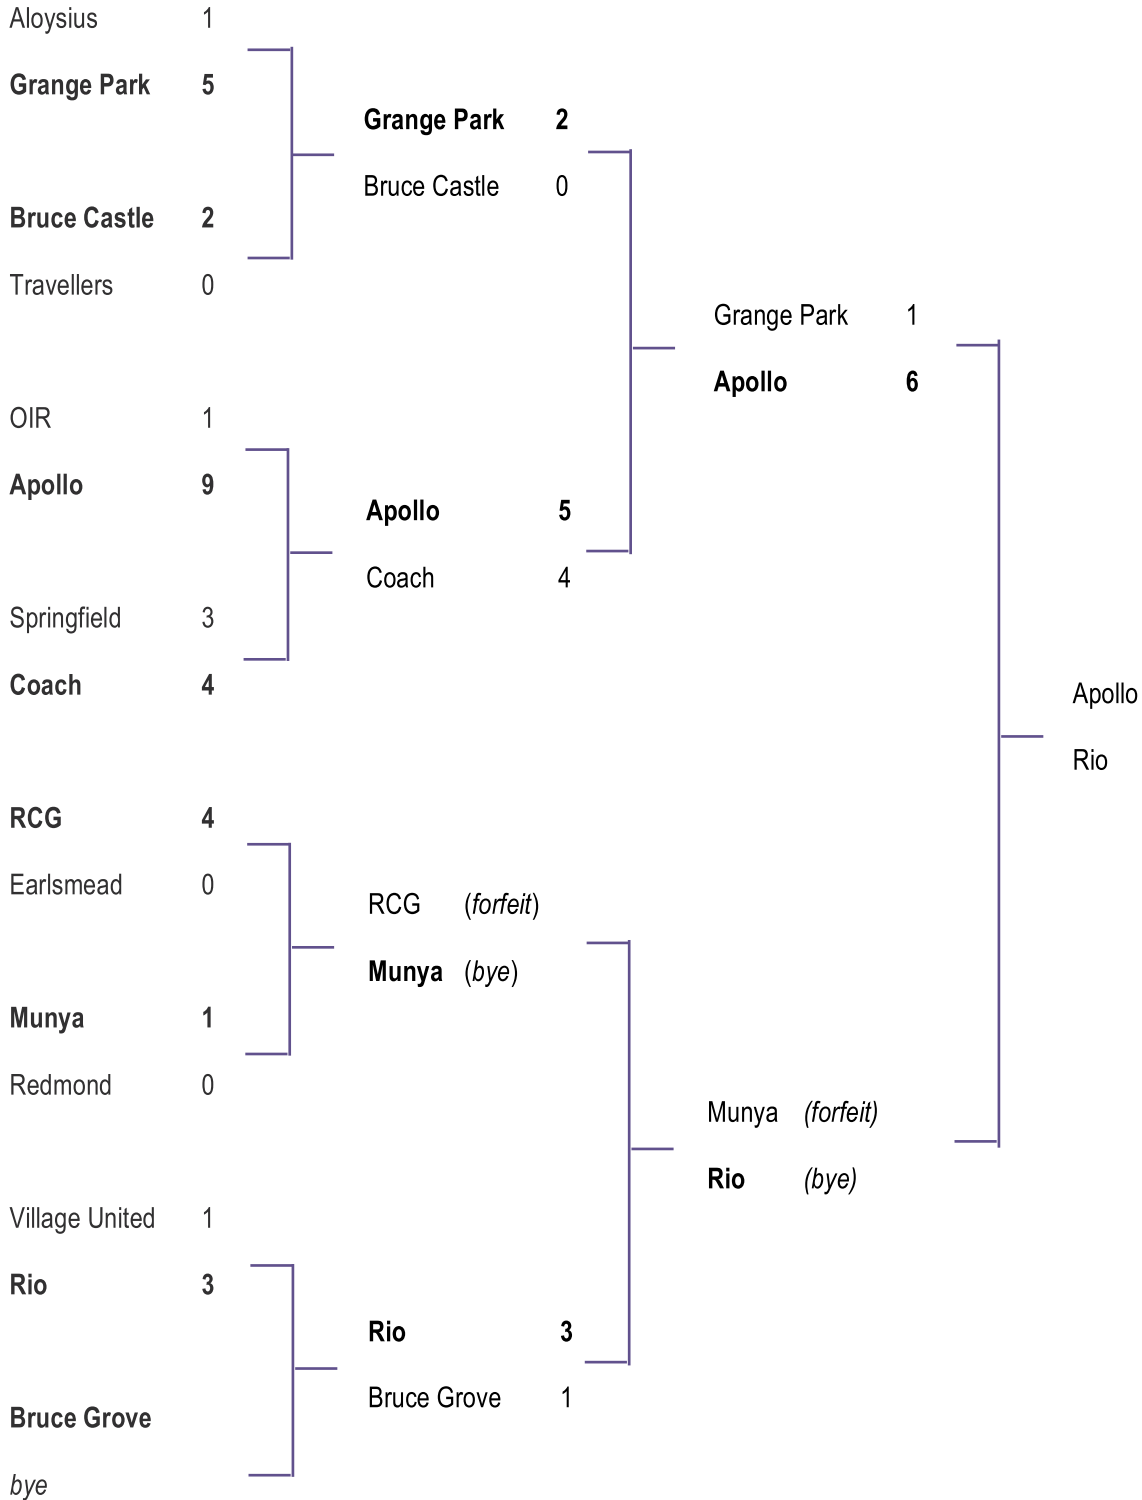 Aloysius 1
Grange Park 5
Bruce Castle 2
Travellers 0
OIR 1
Apollo 9
Springfield 3
Coach 4
RCG 4
Earlsmead 0
Munya 1
Redmond 0
Village United 1
Rio 3
Bruce Grove
bye
Grange Park 2
Bruce Castle 0
Apollo 5
Coach 4
RCG (forfeit)
Munya (bye)
Rio 3
Bruce Grove 1
Grange Park 1
Apollo 6
Munya (forfeit)
Rio (bye)
Apollo
Rio